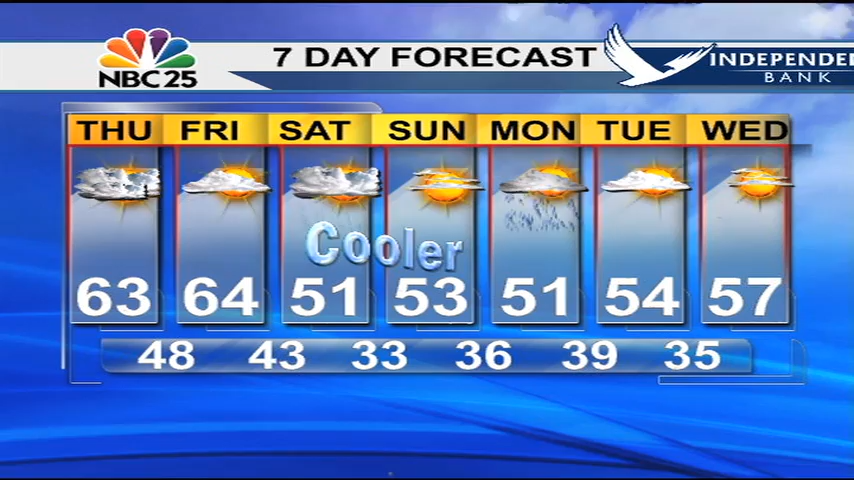 7 DAY FORECAST
NBC25
INDEPENDEN
BANK
THU FRI SAT SUN MON TUE WED
Cooler
63 64 51 53 51 54 57
48 43 33 36 39 35